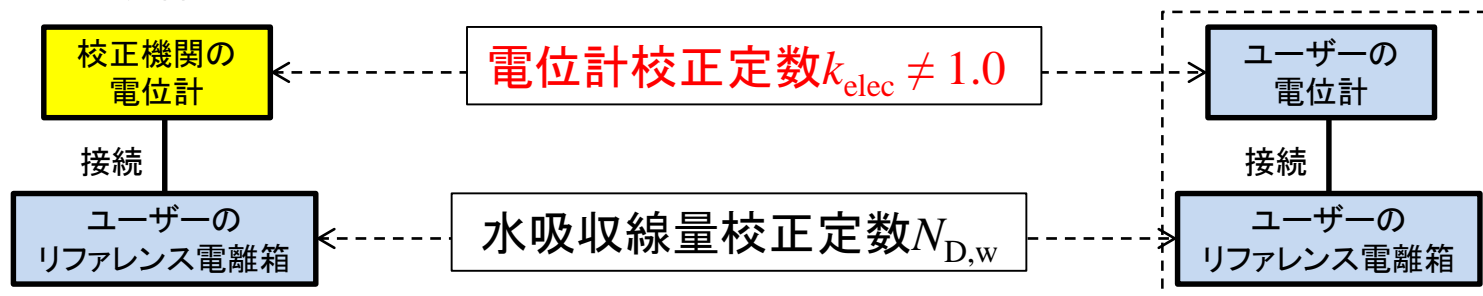 校正機関の
電位計
電位計校正定数k_elec ≠ 1.0
ユーザーの
電位計
接続
接続
ユーザーの
リファレンス電離箱
水吸収線量校正定数N_D,w
ユーザーの
リファレンス電離箱